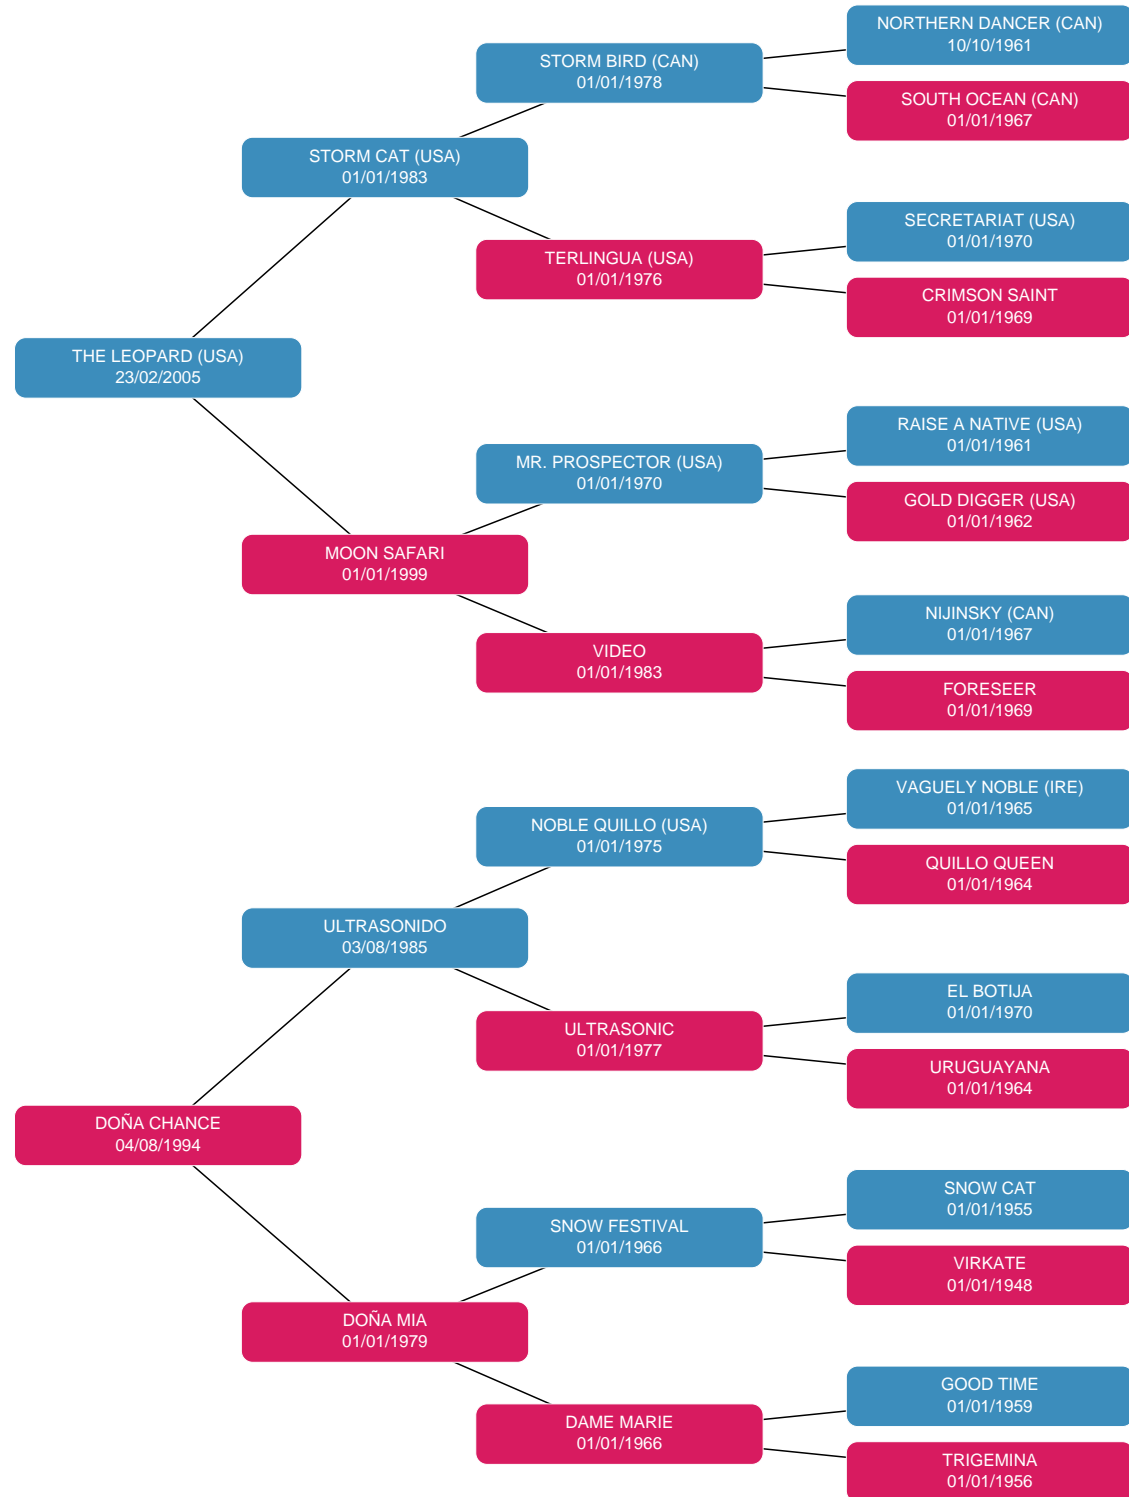 NORTHERN DANCER (CAN)
10/10/1961
STORM BIRD (CAN)
01/01/1978
SOUTH OCEAN (CAN)
01/01/1967
STORM CAT (USA)
01/01/1983
SECRETARIAT (USA)
01/01/1970
TERLINGUA (USA)
01/01/1976
CRIMSON SAINT
01/01/1969
THE LEOPARD (USA)
23/02/2005
RAISE A NATIVE (USA)
01/01/1961
MR. PROSPECTOR (USA)
01/01/1970
GOLD DIGGER (USA)
01/01/1962
MOON SAFARI
01/01/1999
NIJINSKY (CAN)
01/01/1967
VIDEO
01/01/1983
FORESEER
01/01/1969
VAGUELY NOBLE (IRE)
01/01/1965
NOBLE QUILLO (USA)
01/01/1975
QUILLO QUEEN
01/01/1964
ULTRASONIDO
03/08/1985
EL BOTIJA
01/01/1970
ULTRASONIC
01/01/1977
URUGUAYANA
01/01/1964
DOÑA CHANCE
04/08/1994
SNOW CAT
01/01/1955
SNOW FESTIVAL
01/01/1966
VIRKATE
01/01/1948
DOÑA MIA
01/01/1979
GOOD TIME
01/01/1959
DAME MARIE
01/01/1966
TRIGEMINA
01/01/1956